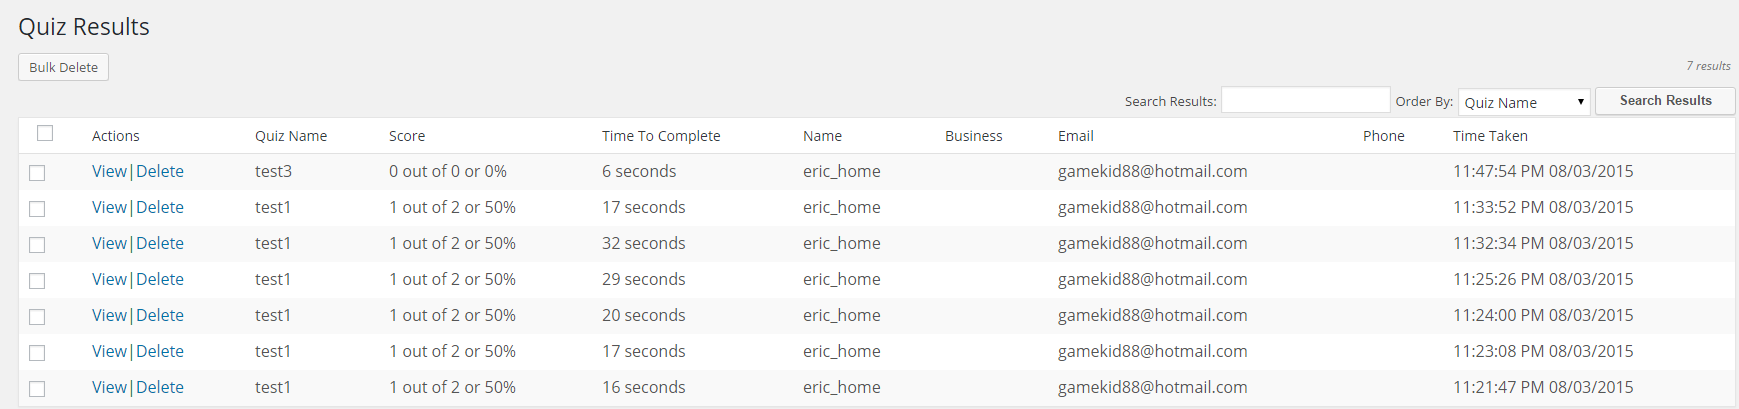 Quiz Results
Bulk Delete
7 results
Search Results: Order By: Quiz Name Search Results
Actions Quiz Name Score Time To Complete Name Business Email Phone Time Taken
View|Delete test3 0 out of 0 or 0% 6 seconds eric_home gamekid88@hotmail.com 11:47:54 PM 08/03/2015
View|Delete test1 1 out of 2 or 50% 17 seconds eric_home gamekid88@hotmail.com 11:33:52 PM 08/03/2015
View|Delete test1 1 out of 2 or 50% 32 seconds eric_home gamekid88@hotmail.com 11:32:34 PM 08/03/2015
View|Delete test1 1 out of 2 or 50% 29 seconds eric_home gamekid88@hotmail.com 11:25:26 PM 08/03/2015
View|Delete test1 1 out of 2 or 50% 20 seconds eric_home gamekid88@hotmail.com 11:24:00 PM 08/03/2015
View|Delete test1 1 out of 2 or 50% 17 seconds eric_home gamekid88@hotmail.com 11:23:08 PM 08/03/2015
View|Delete test1 1 out of 2 or 50% 16 seconds eric_home gamekid88@hotmail.com 11:21:47 PM 08/03/2015